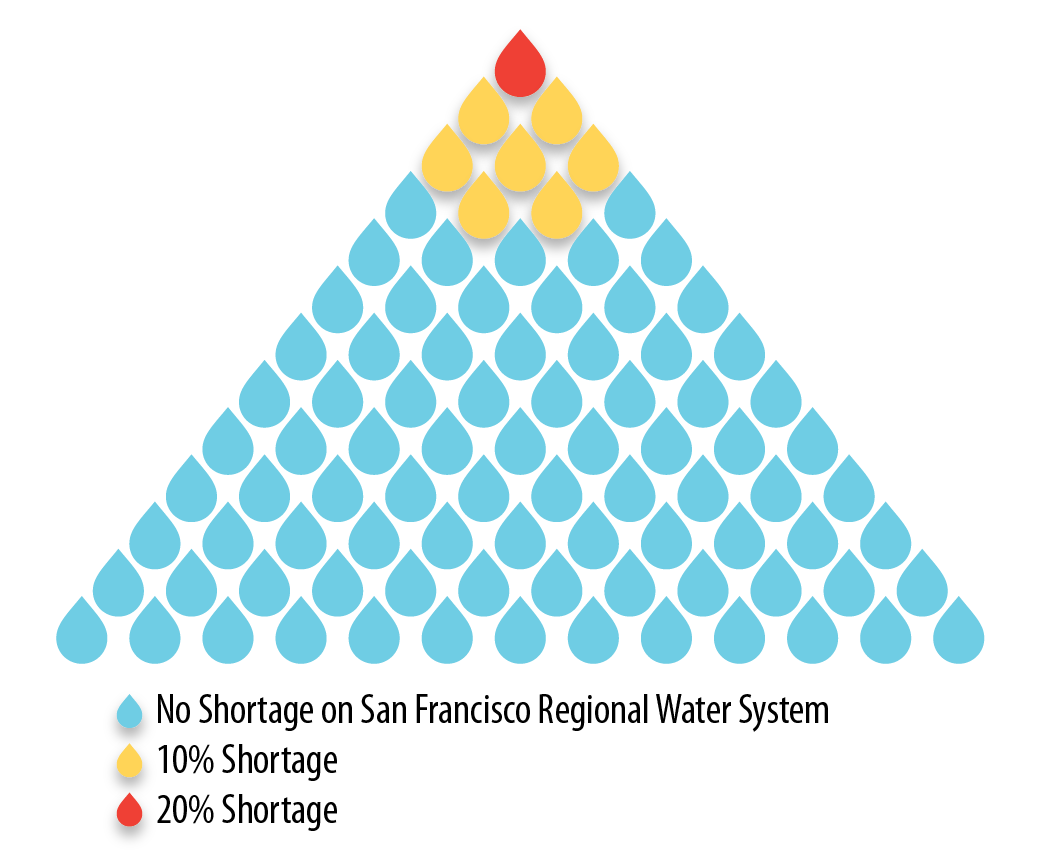 No Shortage on San Francisco Regional Water System
10% Shortage
20% Shortage